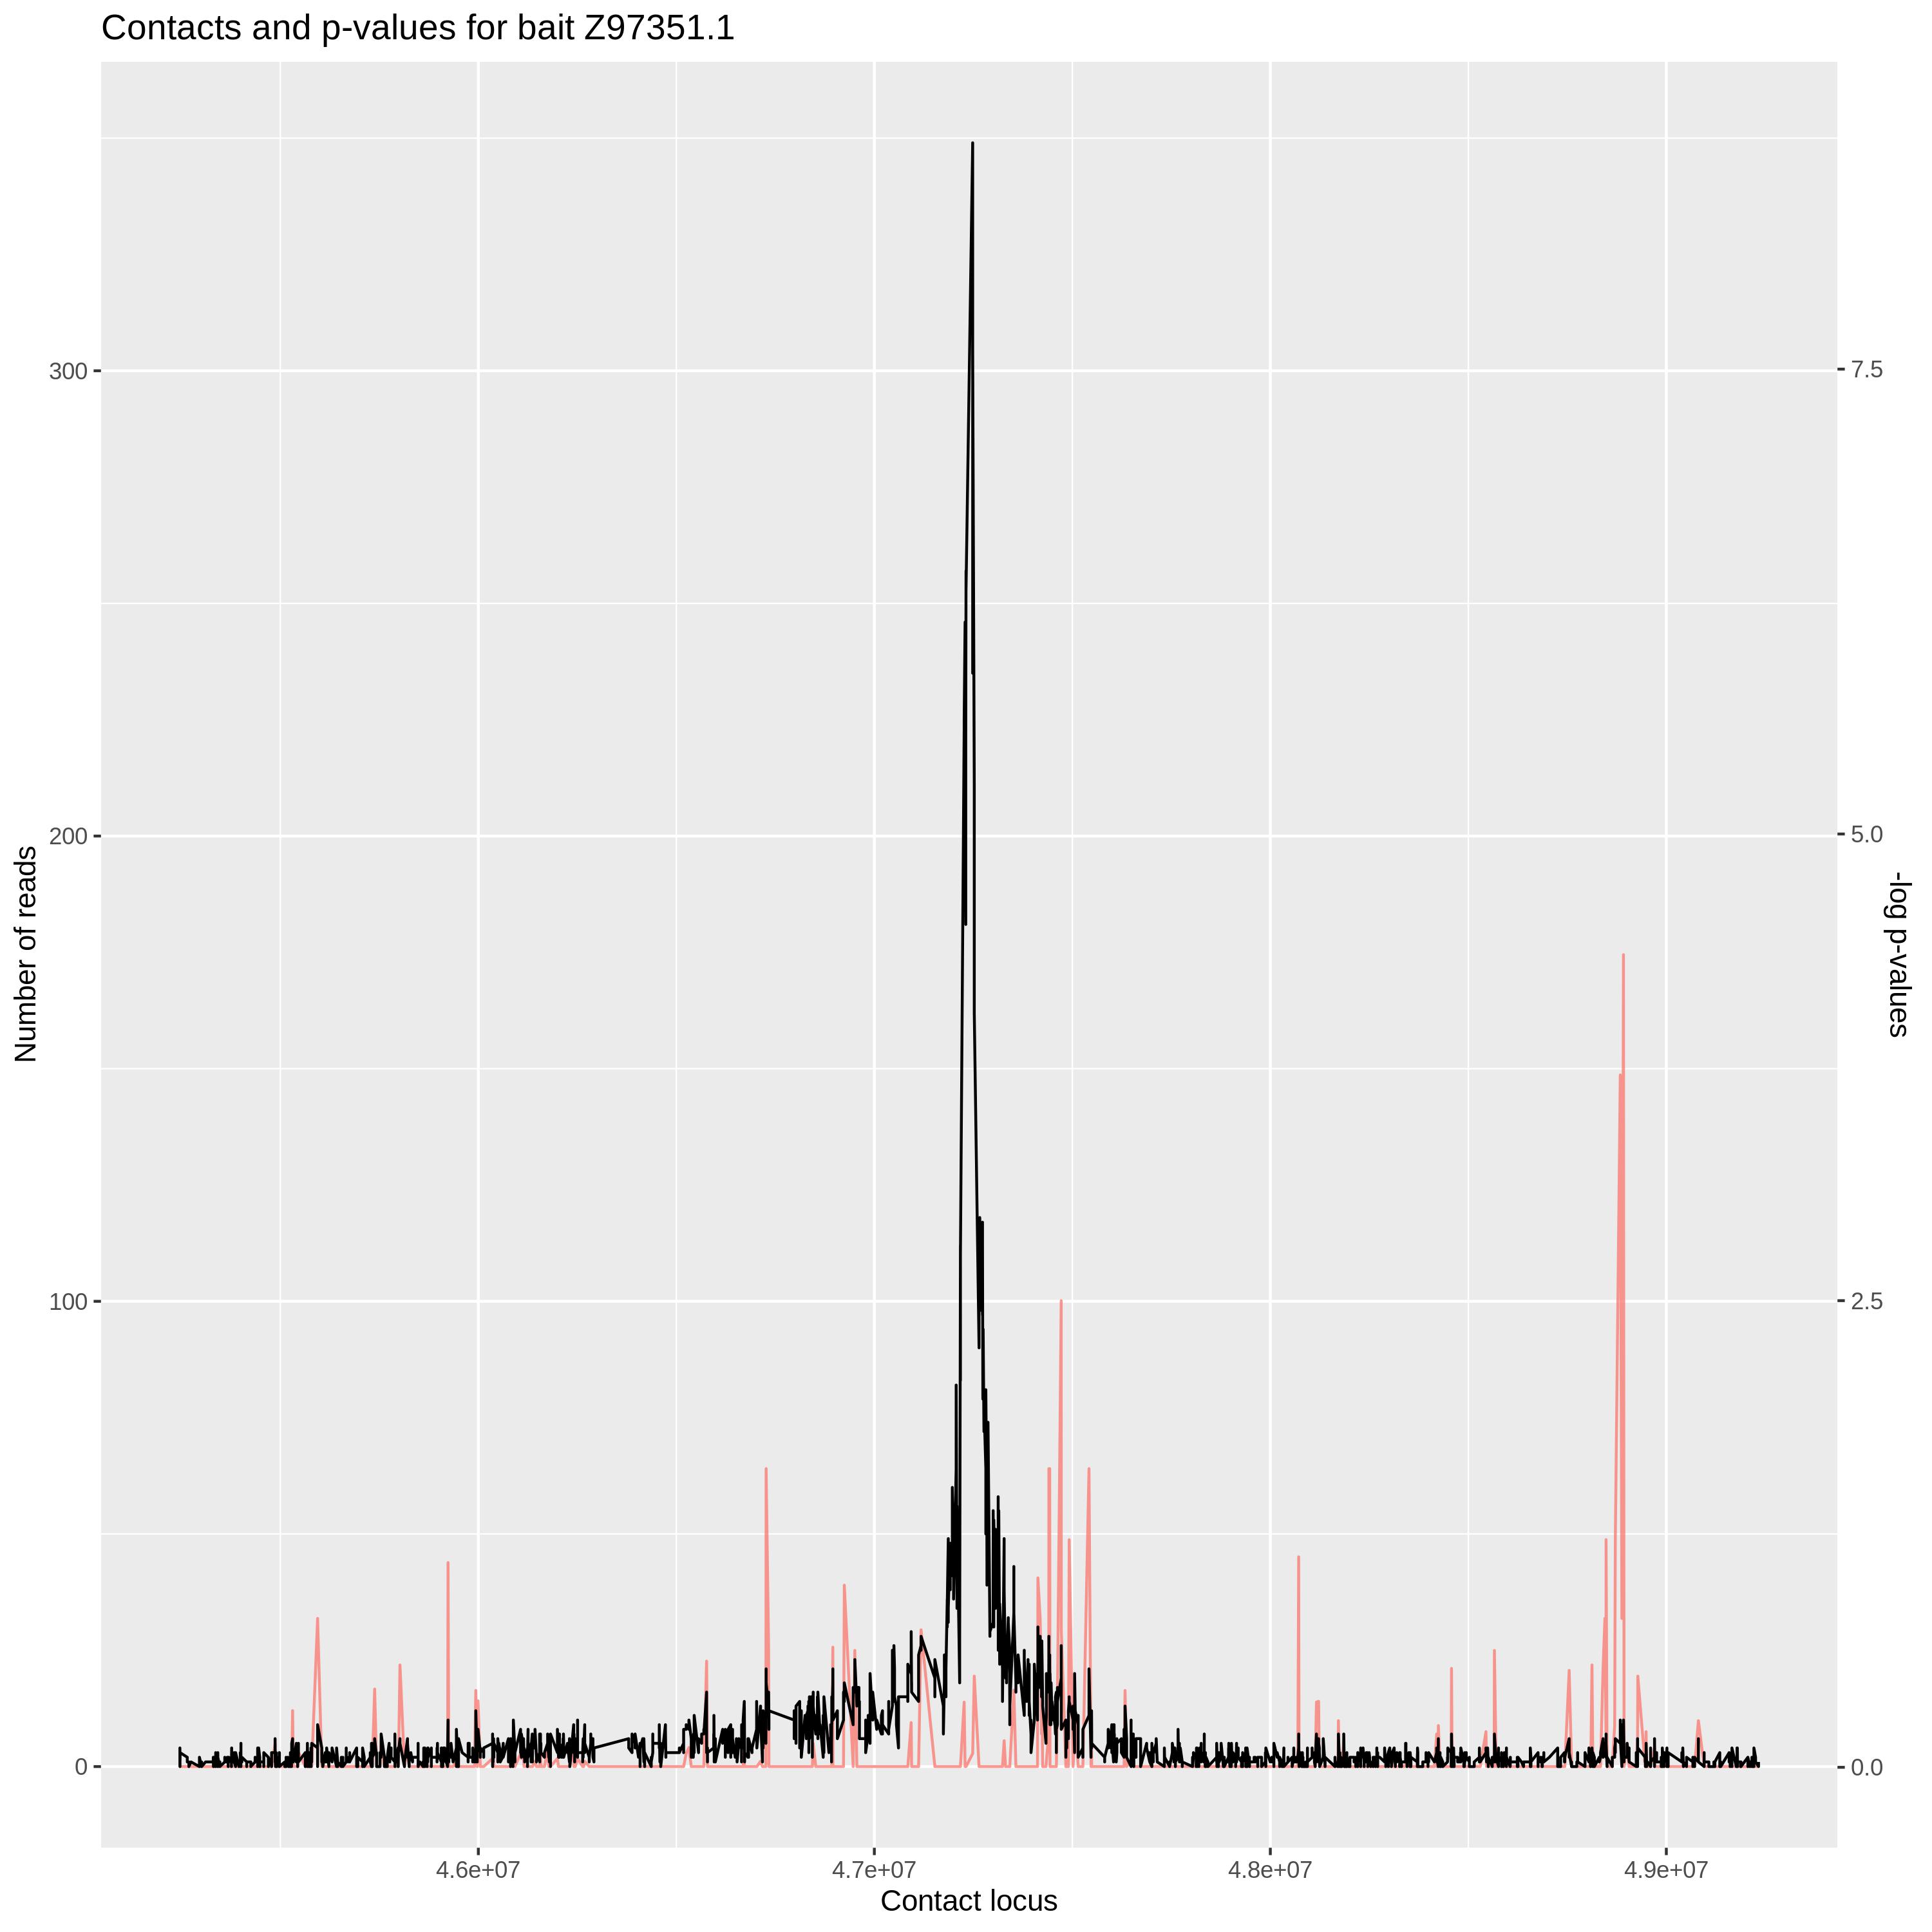 Contacts and p-values for bait Z97351.1
300
200
100
0
7.5
5.0
2.5
0.0
Number of reads
-log p-values
4.6e+07
4.7e+07
4.8e+07
4.9e+07
Contact locus